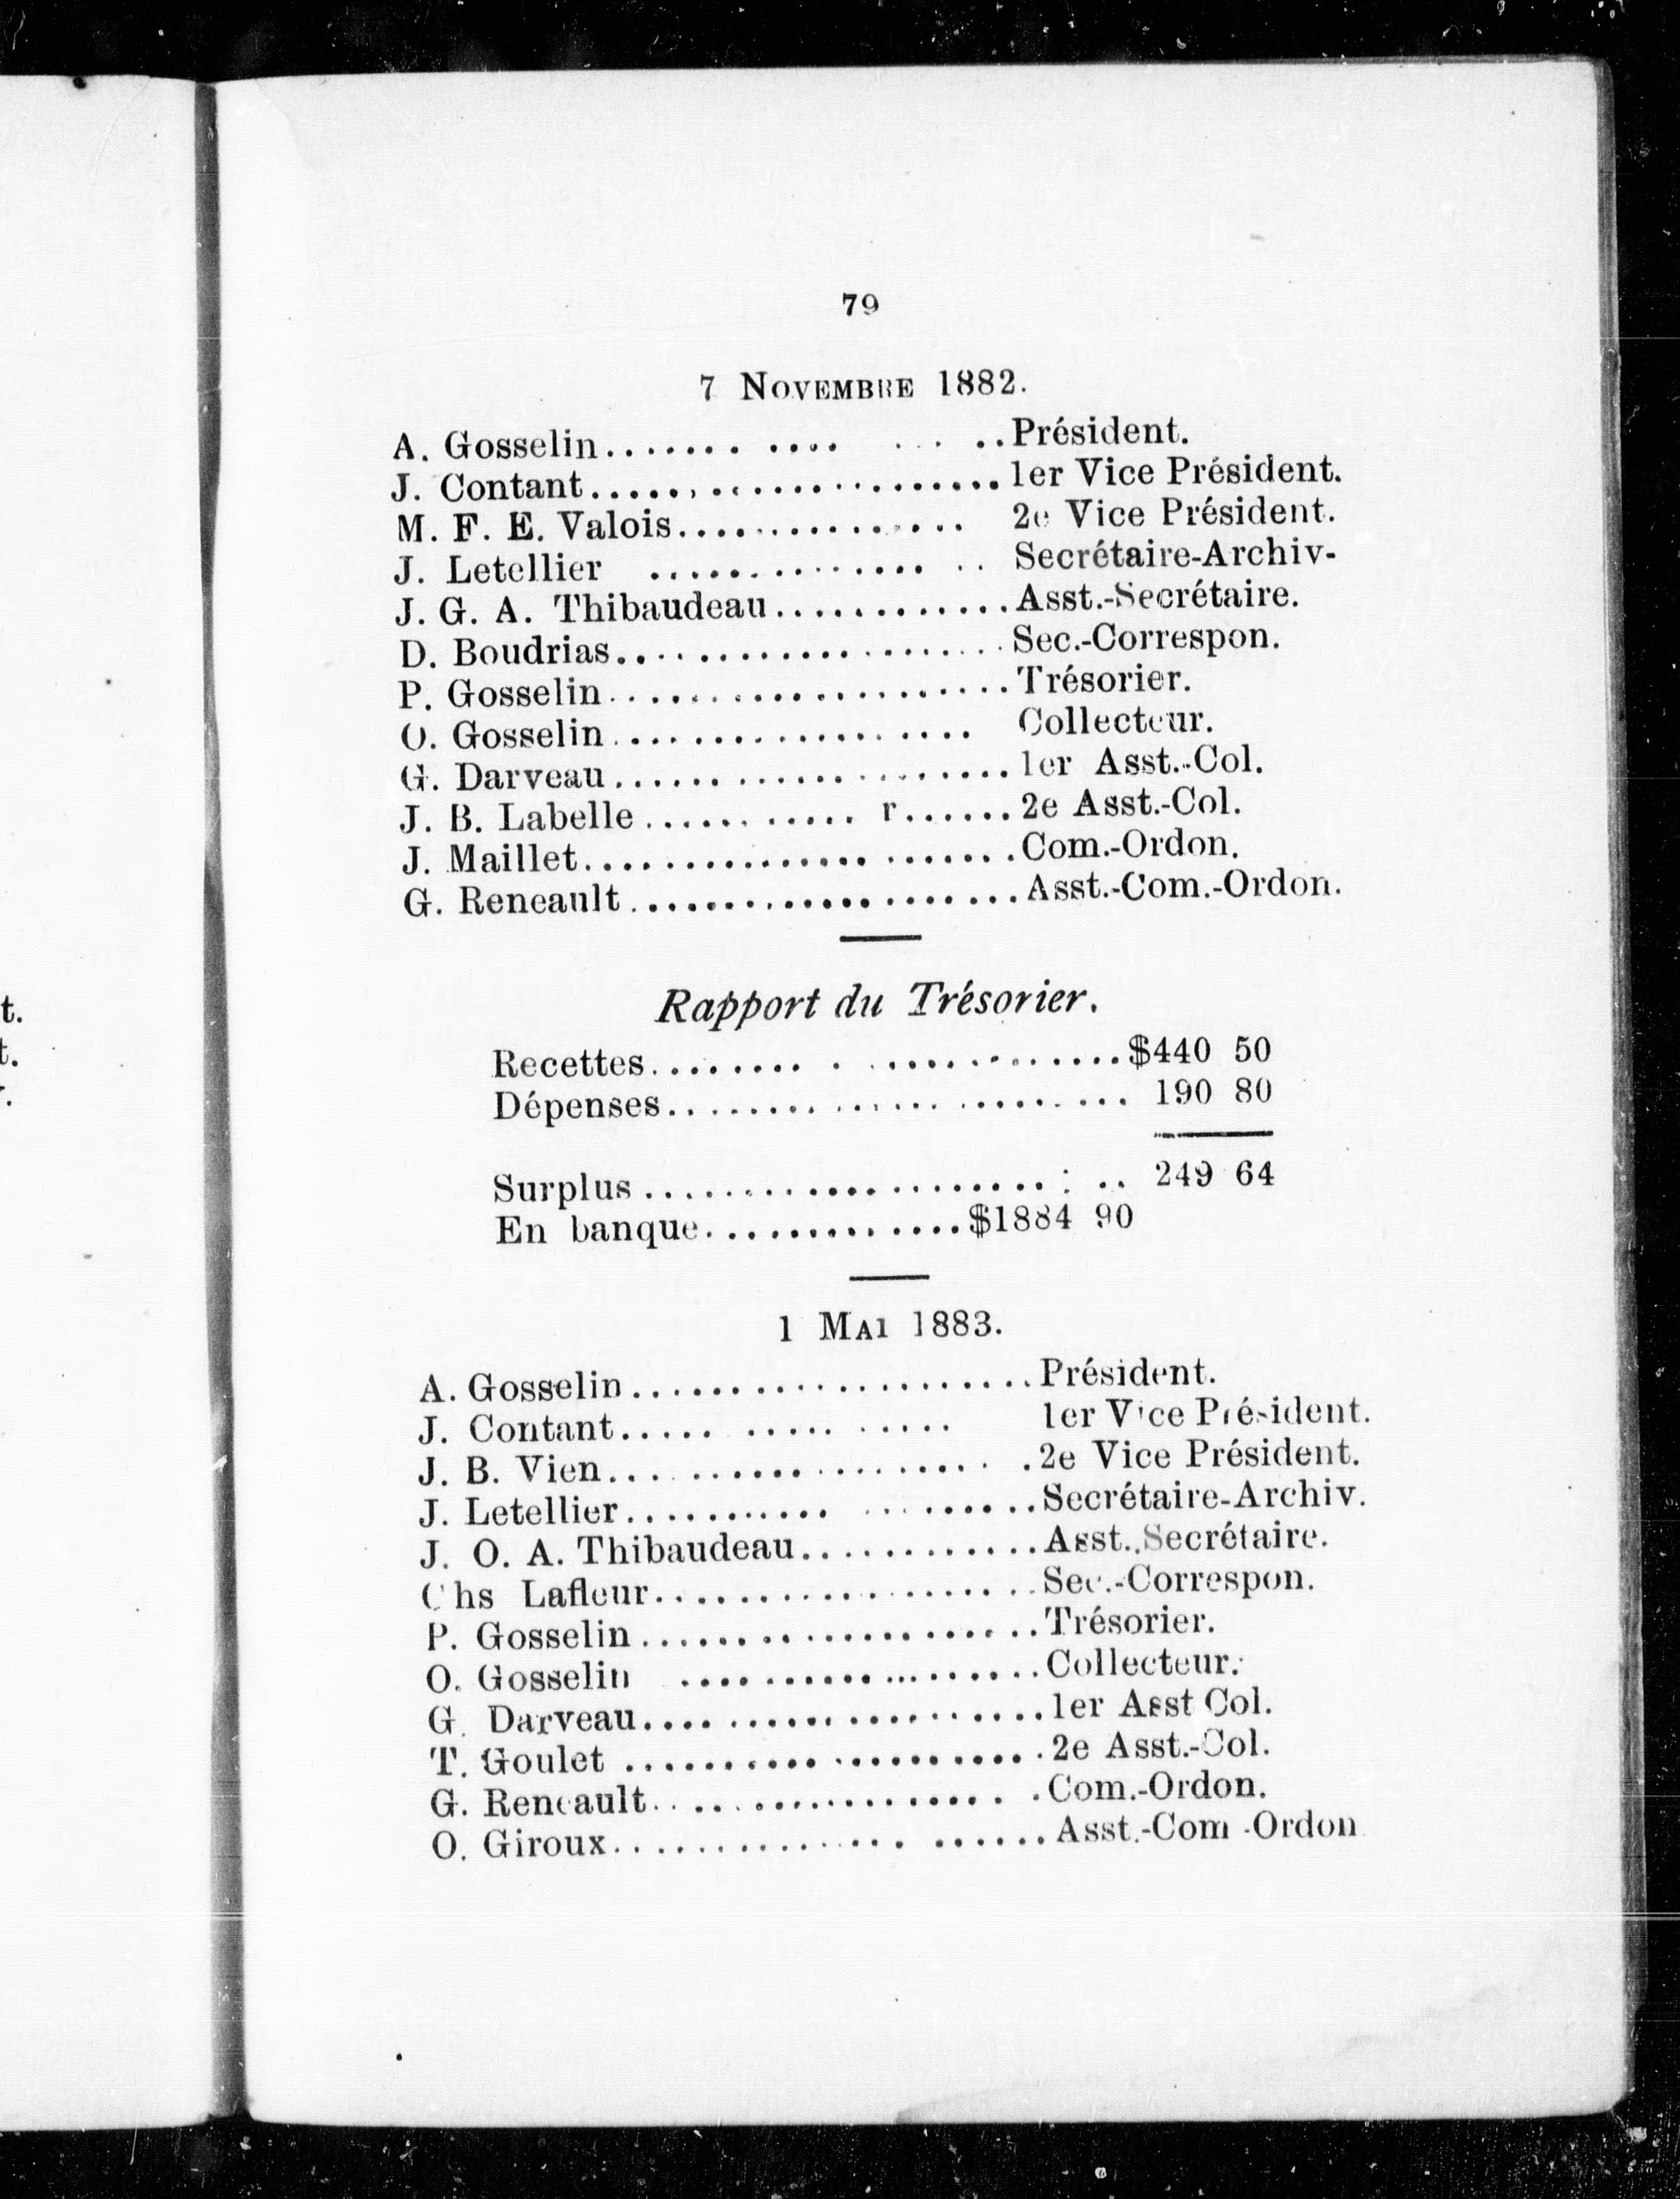 79
7 NOVEMBRE 1882.
A. Gosselin....... .... . . ..Président.
J. Contant........................1er Vice Président.
M. F. E. Valois................ 2e Vice Président.
J. Letellier ............... .. Secrétaire-Archiv-
J. G. A. Thibaudeau............Asst.-Secrétaire.
D. Boudrias.....................Sec.-Correspon.
P. Gosselin.....................Trésorier.
O. Gosselin................... Collecteur.
G. Darveau.....................1er Asst.-Col.
J. B. Labelle........... r......2e Asst.-Col.
J. Maillet.......................Com.-Ordon.
G. Reneault.....................Asst.-Com.-Ordon.
Rapport du Trésorier.
Recettes........ . .............$440 50
Dépenses........................ 190 80
Surplus..................... : .. 249 64
En banque..............$1884 90
1 MAI 1883.
A. Gosselin.....................Président.
J. Contant..... ..... ..... 1er Vice Président.
J. B. Vien.................... .2e Vice Président.
J. Letellier........... .........Secrétaire-Archiv.
J. O. A. Thibaudeau.............Asst..Secrétaire.
Chs Lafleur....................Sec.-Correspon.
P. Gosselin.....................Trésorier.
O. Gosselin ...................Collecteur.
G. Darveau.....................1er Asst Col.
T. Goulet ......................2e Asst.-Col.
G. Reneault................... .Com.-Ordon.
O. Giroux............... ......Asst.-Com -Ordon
t.
t.